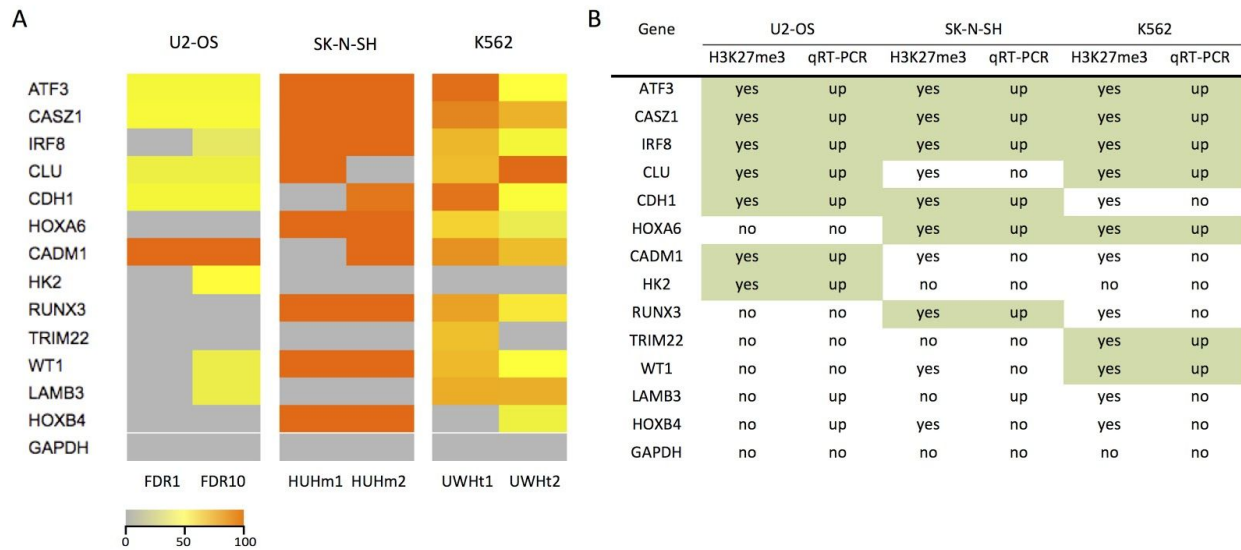 A
U2-OS SK-N-SH K562
ATF3
CASZ1
IRF8
CLU
CDH1
HOXA6
CADM1
HK2
RUNX3
TRIM22
WT1
LAMB3
HOXB4
GAPDH
FDR1 FDR10 HUHm1 HUHm2 UWHt1 UWHt2
0 50 100
B
Gene U2-OS SK-N-SH K562
H3K27me3 qRT-PCR H3K27me3 qRT-PCR H3K27me3 qRT-PCR
ATF3 yes up yes up yes up
CASZ1 yes up yes up yes up
IRF8 yes up yes up yes up
CLU yes up yes no yes up
CDH1 yes up yes up yes no
HOXA6 no no yes up yes up
CADM1 yes up yes no yes no
HK2 yes up no no no no
RUNX3 no no yes up yes no
TRIM22 no no no no yes up
WT1 no no yes no yes up
LAMB3 no up no up yes no
HOXB4 no up yes no yes no
GAPDH no no no no no no